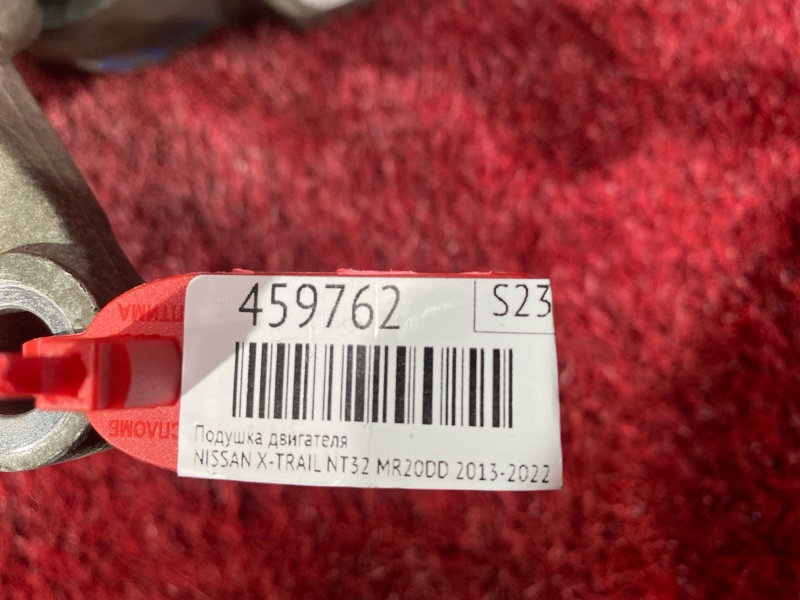 459762
S23
Подушка двигателя
NISSAN X-TRAIL NT32 MR20DD 2013-2022